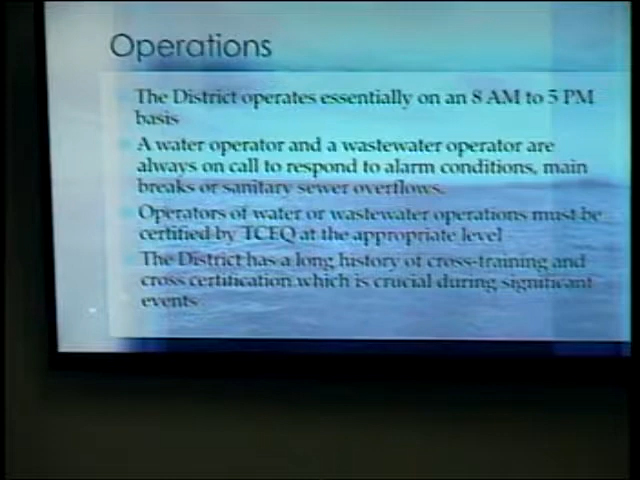 Operations
The District operates essentially on an 8 AM to 5 PM
basis
A water operator and a wastewater operator are
always on call to respond to alarm conditions, main
breaks or sanitary sewer overflows.
Operators of water or wastewater operations must be
certified by TCEQ at the appropriate level
The District has a long history of cross-training and
cross certification which is crucial during significant
events